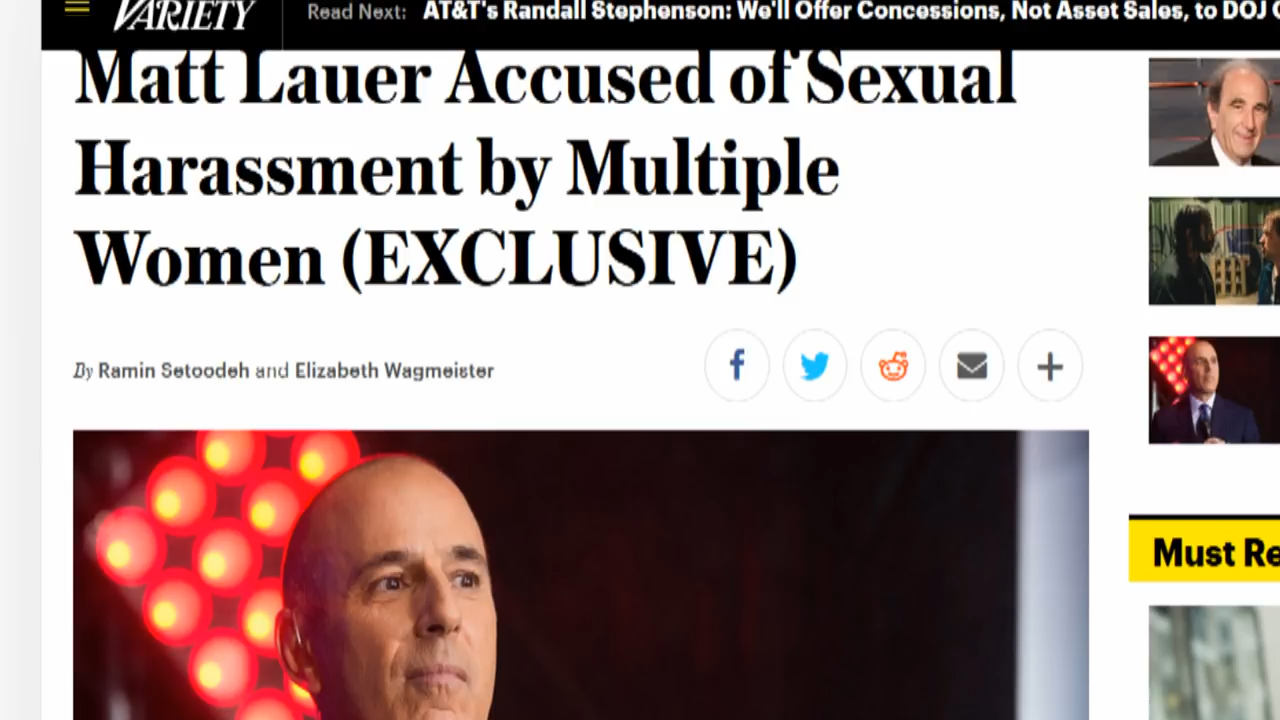 VARIETY
Read Next: AT&T's Randall Stephenson: We'll Offer Concessions, Not Asset Sales, to DOJ
Matt Lauer Accused of Sexual
Harassment by Multiple
Women (EXCLUSIVE)
By Ramin Setoodeh and Elizabeth Wagmeister
Must Re